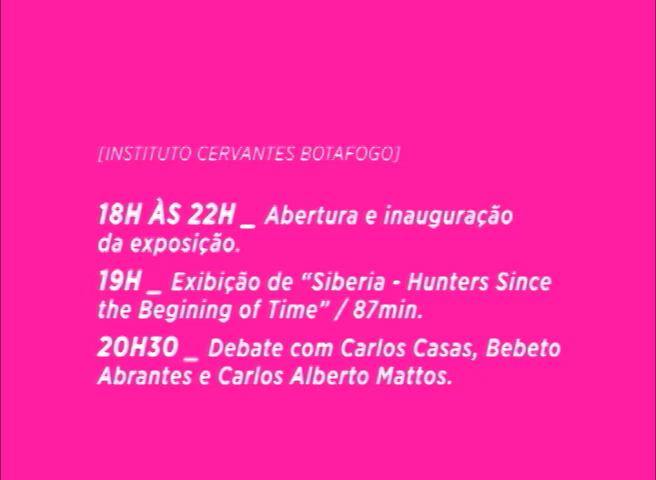 [INSTITUTO CERVANTES BOTAFOGO]
18H ÀS 22H _ Abertura e inauguração
da exposição.
19H _ Exibição de “Siberia - Hunters Since
the Begining of Time” / 87min.
20H30 _ Debate com Carlos Casas, Bebeto
Abrantes e Carlos Alberto Mattos.